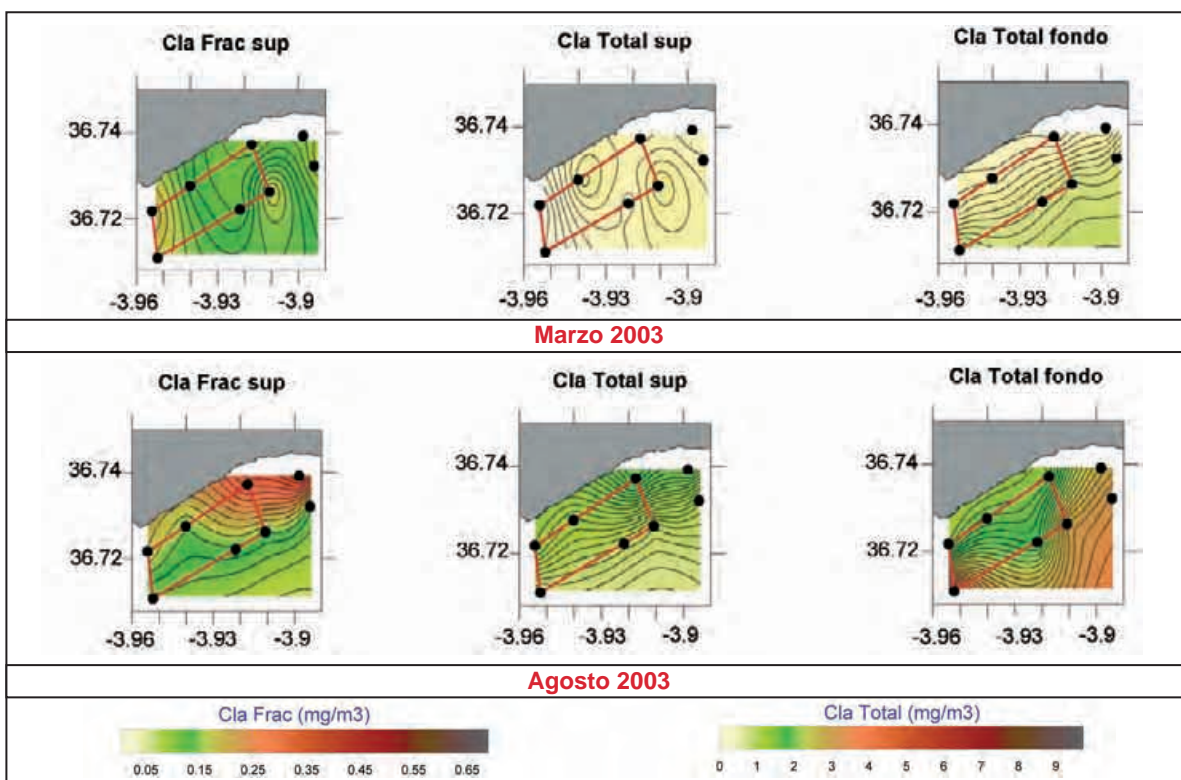 Cla Frac sup
Cla Total sup
Cla Total fondo
36.74
36.72
-3.96 -3.93 -3.9
36.74
36.72
-3.96 -3.93 -3.9
36.74
36.72
-3.96 -3.93 -3.9
Marzo 2003
Cla Frac sup
Cla Total sup
Cla Total fondo
36.74
36.72
-3.96 -3.93 -3.9
36.74
36.72
-3.96 -3.93 -3.9
36.74
36.72
-3.96 -3.93 -3.9
Agosto 2003
Cla Frac (mg/m3)
0.05 0.15 0.25 0.35 0.45 0.55 0.65
Cla Total (mg/m3)
0 1 2 3 4 5 6 7 8 9